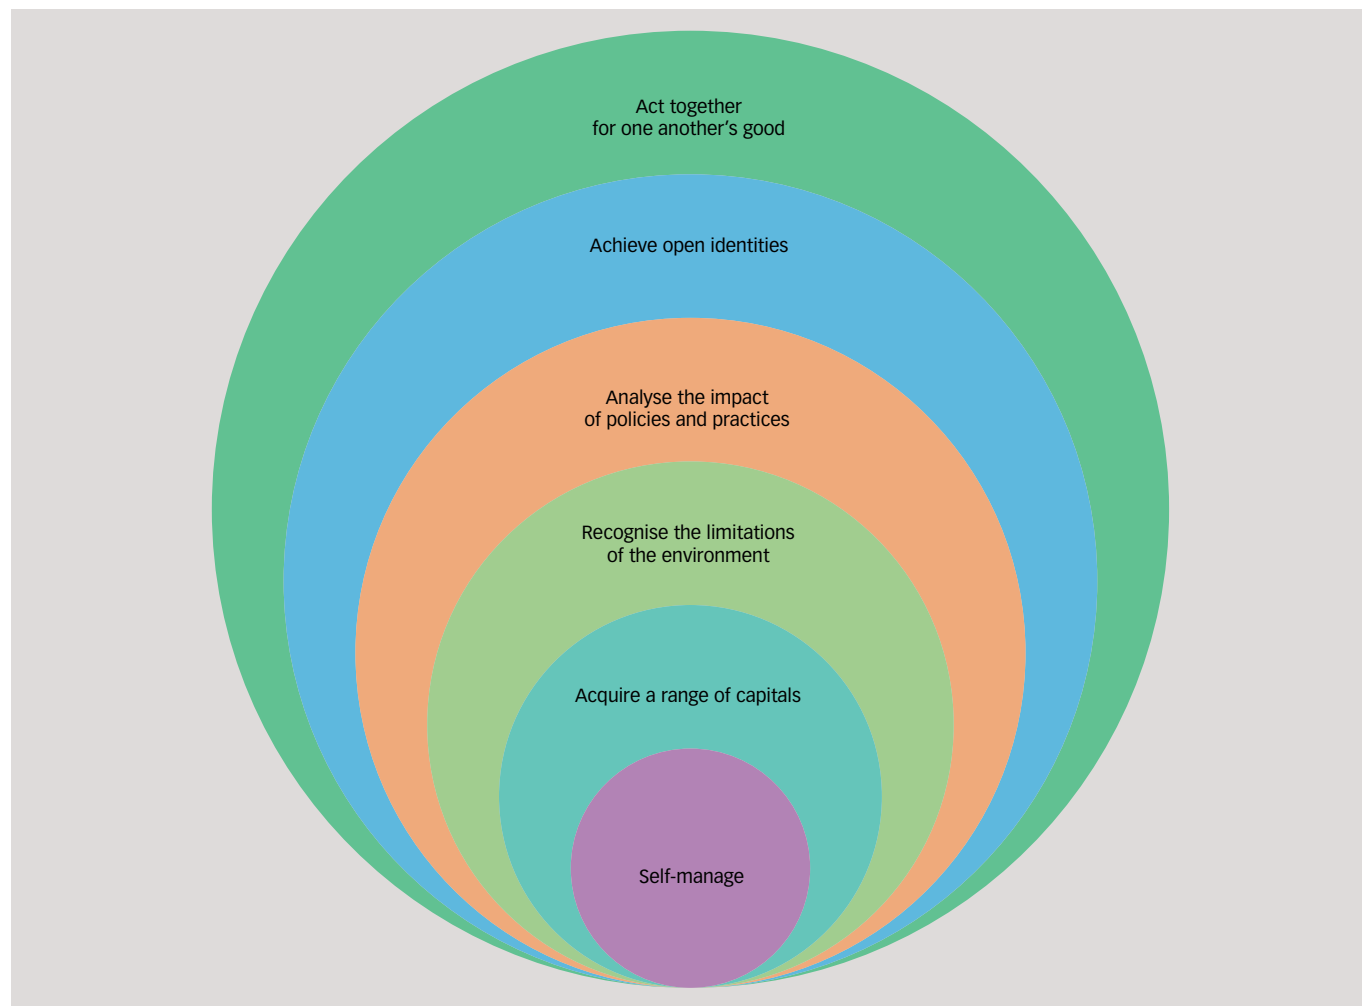 Act together
for one another's good
Achieve open identities
Analyse the impact
of policies and practices
Recognise the limitations
of the environment
Acquire a range of capitals
Self-manage